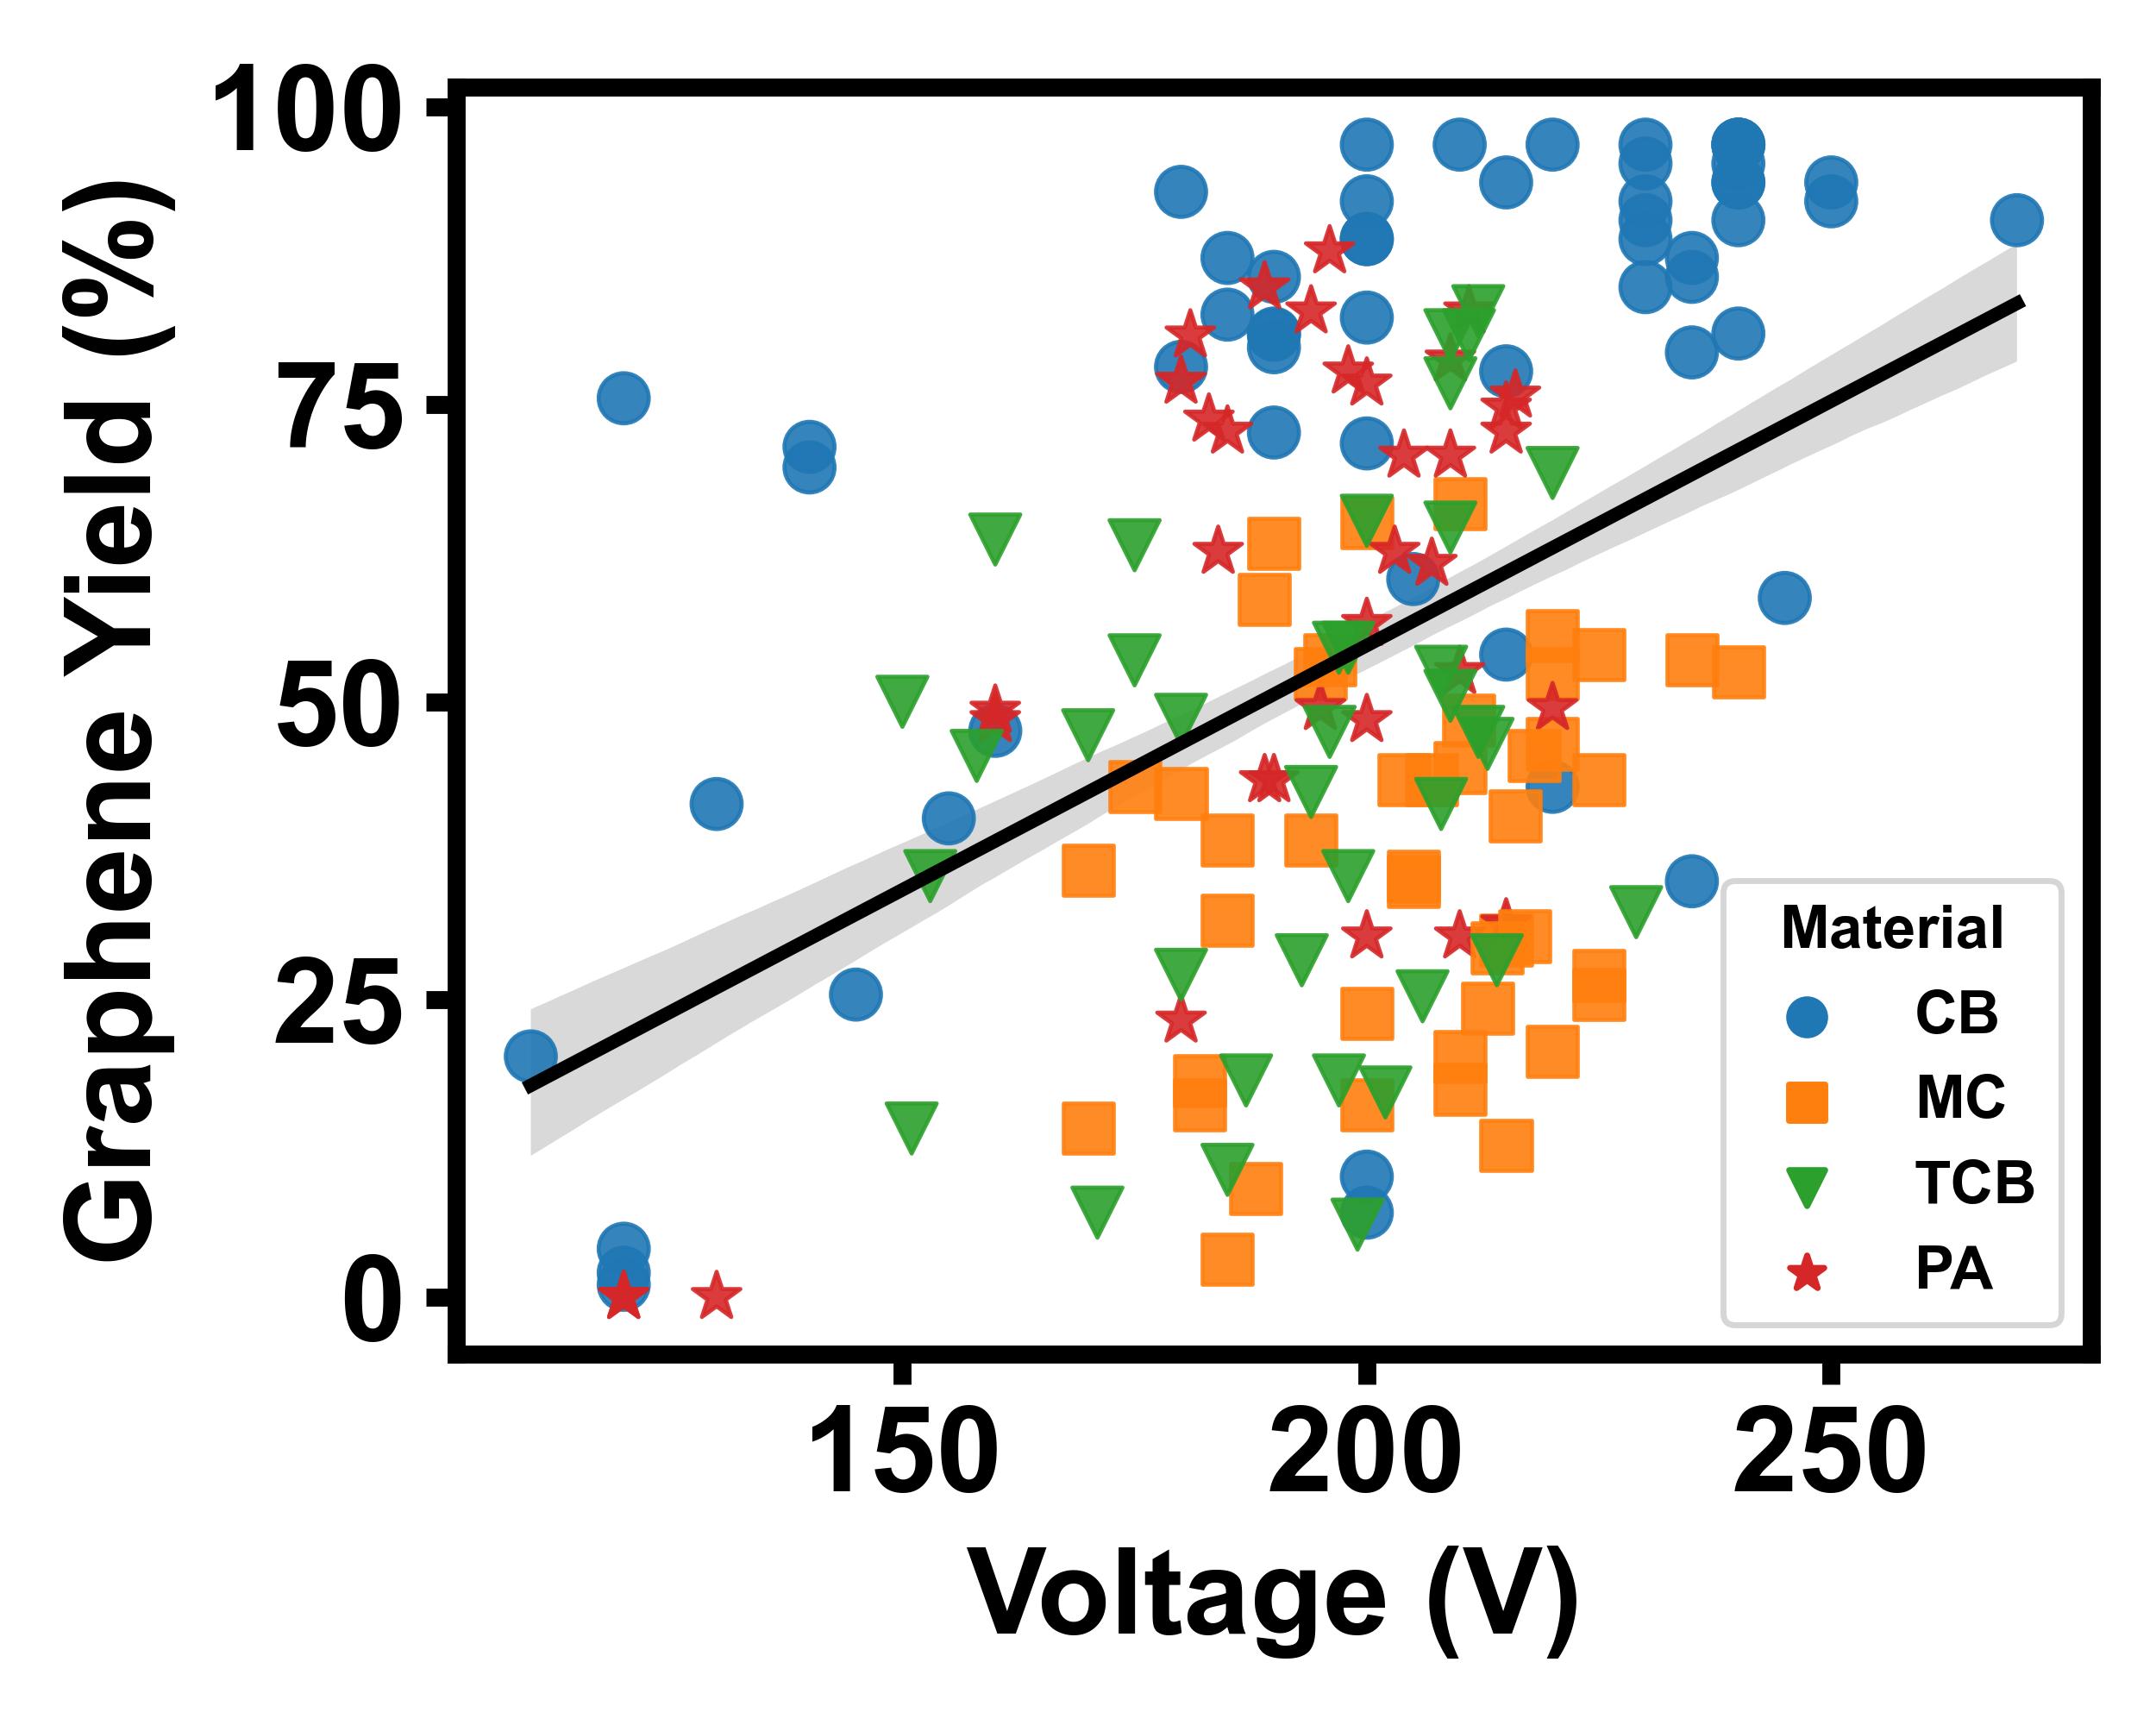 Graphene Yield (%)
100
75
50
25
0
150 200 250
Voltage (V)
Material
CB
MC
TCB
PA